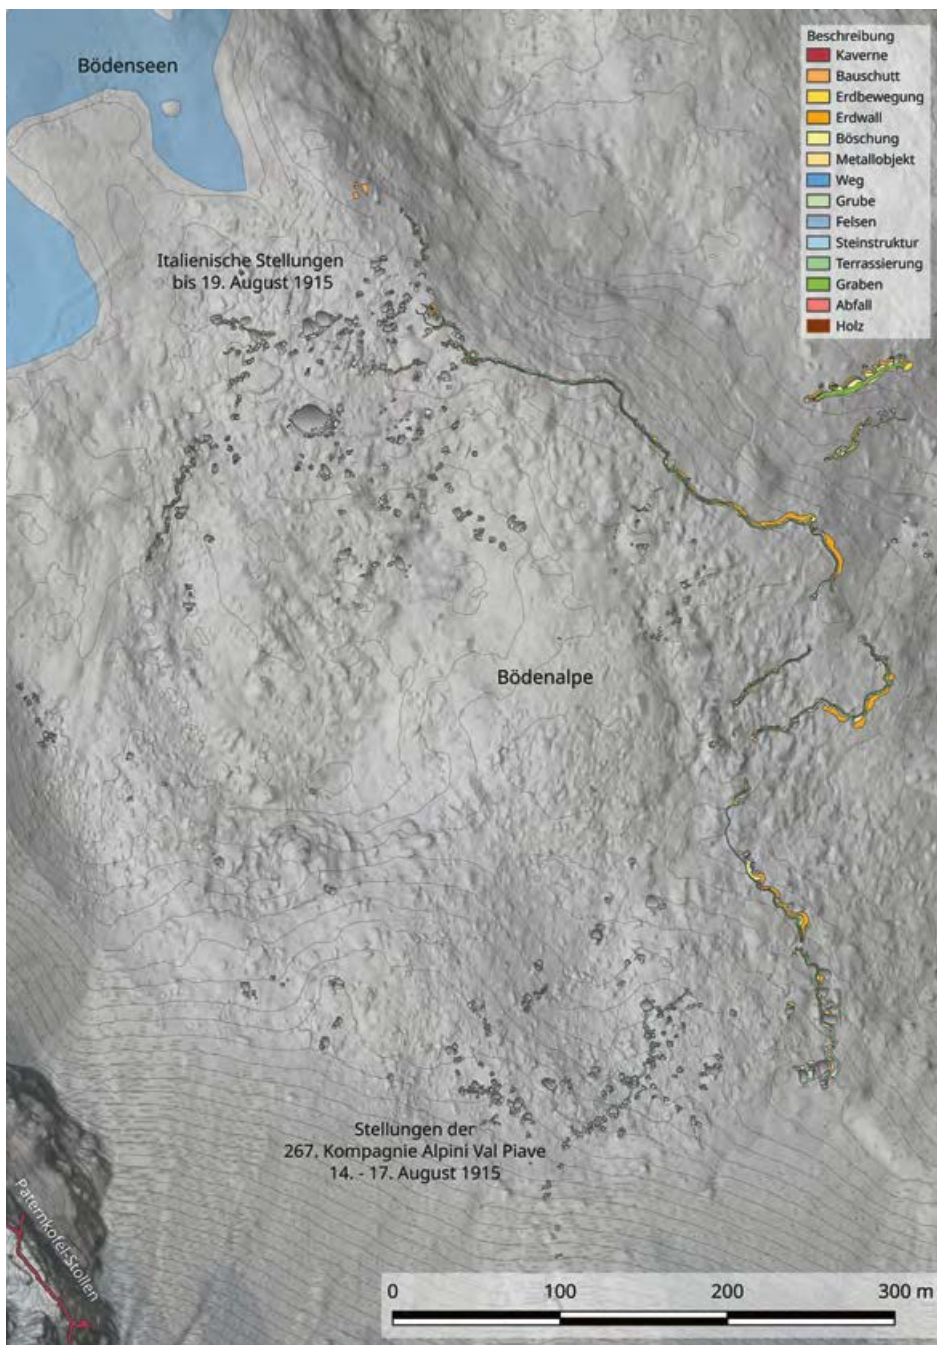 Bödenseen
Beschreibung
Kaverne
Bauschutt
Erdbewegung
Erdwall
Böschung
Metallobjekt
Weg
Grube
Felsen
Steinstruktur
Terrassierung
Graben
Abfall
Holz
Italienische Stellungen
bis 19. August 1915
Bödenalpe
Stellungen der
267. Kompagnie Alpini Val Piave
14. - 17. August 1915
Paternkofel-Stollen
0 100 200 300 m